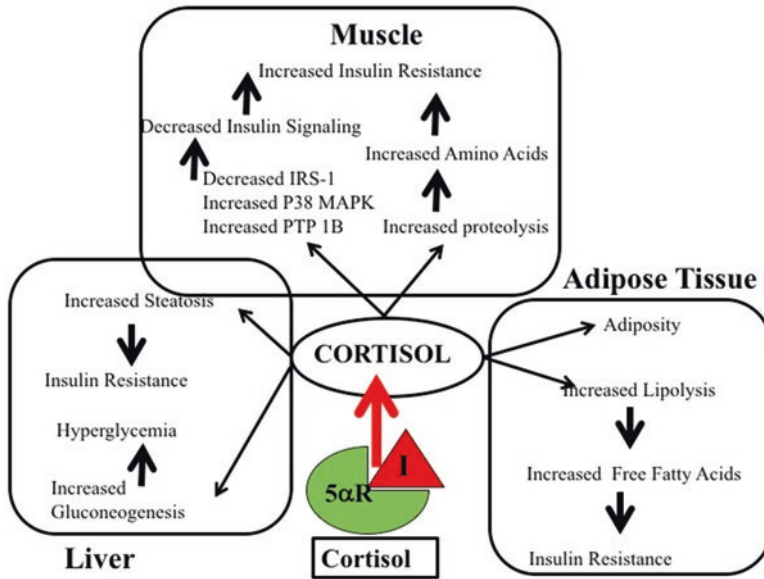 Muscle
Increased Insulin Resistance
Decreased Insulin Signaling
Increased Amino Acids
Decreased IRS-1
Increased P38 MAPK
Increased PTP 1B
Increased proteolysis
Adipose Tissue
Adiposity
Increased Lipolysis
Increased Free Fatty Acids
Insulin Resistance
CORTISOL
Increased Steatosis
Insulin Resistance
Hyperglycemia
Increased
Gluconeogenesis
Liver
I
5αR
Cortisol